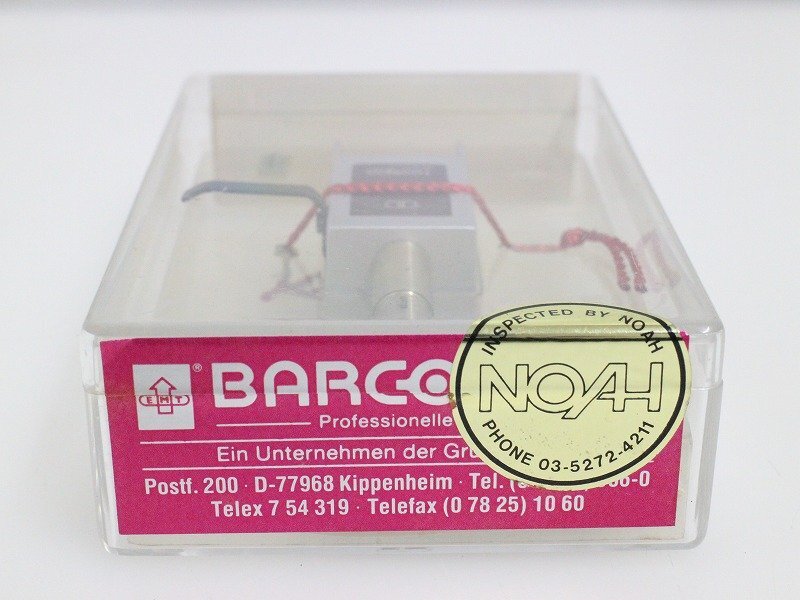 EMT ®
BARCO
Professionelle
Ein Unternehmen der
Postf. 200 · D-77968 Kippenheim · Tel.
Telex 7 54 319 · Telefax (0 78 25) 10 60
INSPECTED BY NOAH
NOAH
PHONE 03-5272-4211